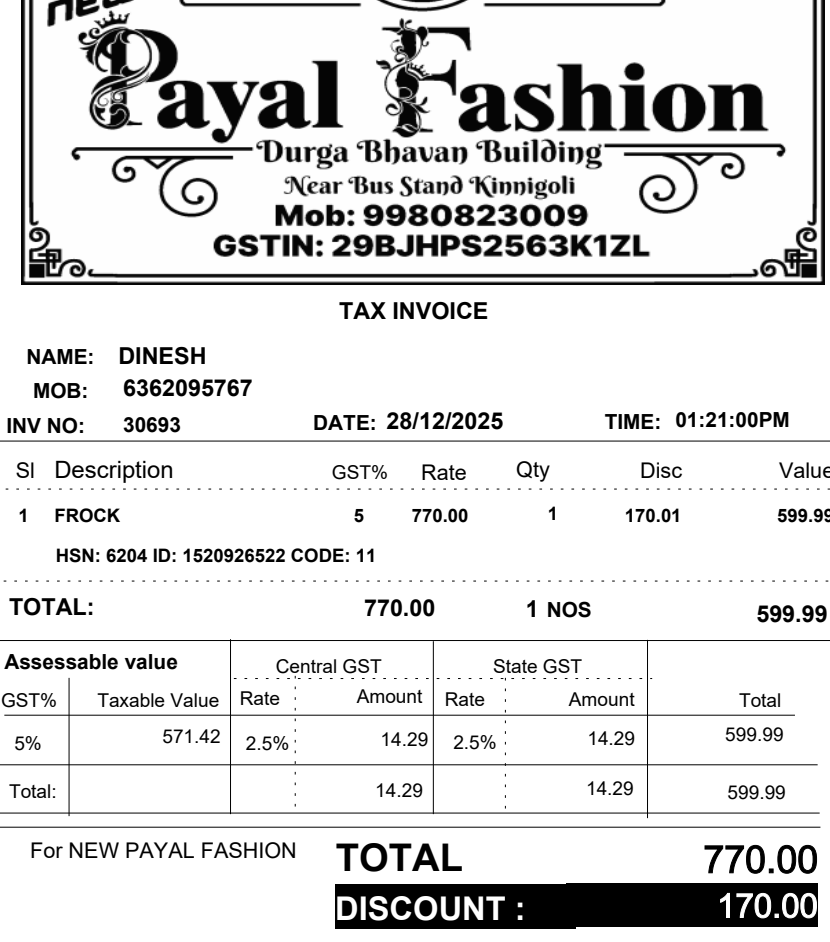 new
Payal Fashion
Durga Bhavan Building
Near Bus Stand Kinnigoli
Mob: 9980823009
GSTIN: 29BJHPS2563K1ZL
TAX INVOICE
NAME: DINESH
MOB: 6362095767
INV NO: 30693 DATE: 28/12/2025 TIME: 01:21:00PM
Sl Description GST% Rate Qty Disc Value
1 FROCK 5 770.00 1 170.01 599.99
HSN: 6204 ID: 1520926522 CODE: 11
TOTAL: 770.00 1 NOS 599.99
Assessable value Central GST State GST
GST% Taxable Value Rate Amount Rate Amount Total
5% 571.42 2.5% 14.29 2.5% 14.29 599.99
Total: 14.29 14.29 599.99
For NEW PAYAL FASHION TOTAL 770.00
DISCOUNT : 170.00